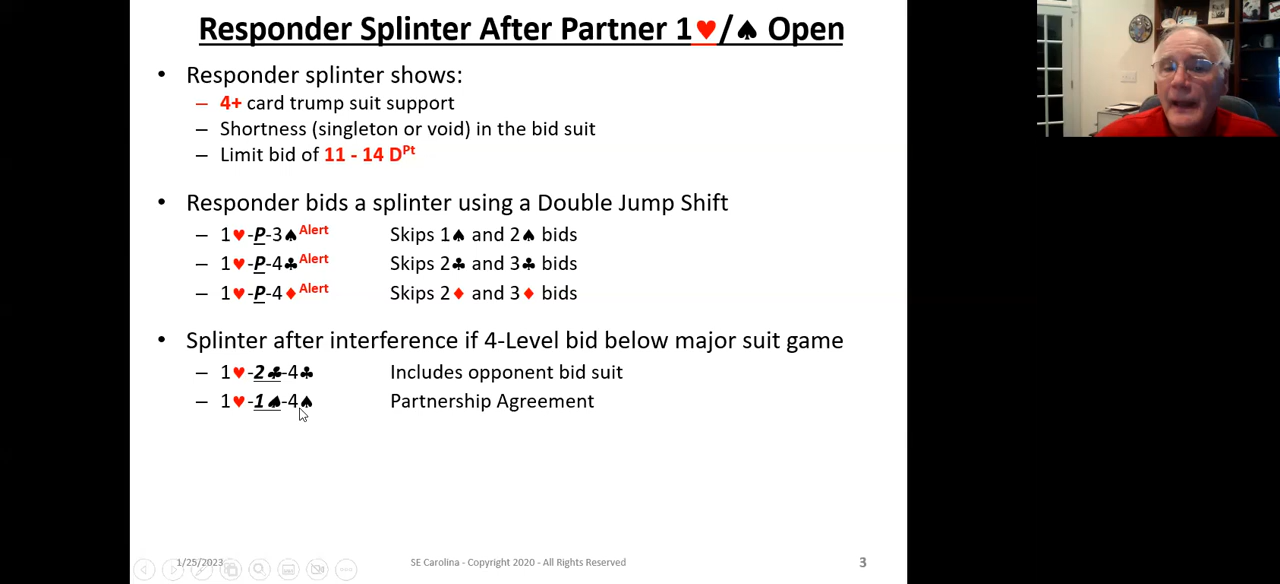 Responder Splinter After Partner 1♥/♠ Open
• Responder splinter shows:
– 4+ card trump suit support
– Shortness (singleton or void) in the bid suit
– Limit bid of 11 - 14 DPt
• Responder bids a splinter using a Double Jump Shift
– 1♥-P-3♠Alert Skips 1♠ and 2♠ bids
– 1♥-P-4♣Alert Skips 2♣ and 3♣ bids
– 1♥-P-4♦Alert Skips 2♦ and 3♦ bids
• Splinter after interference if 4-Level bid below major suit game
– 1♥-2♣-4♣ Includes opponent bid suit
– 1♥-1♠-4♠ Partnership Agreement
1/25/2023 SE Carolina - Copyright 2020 - All Rights Reserved 3